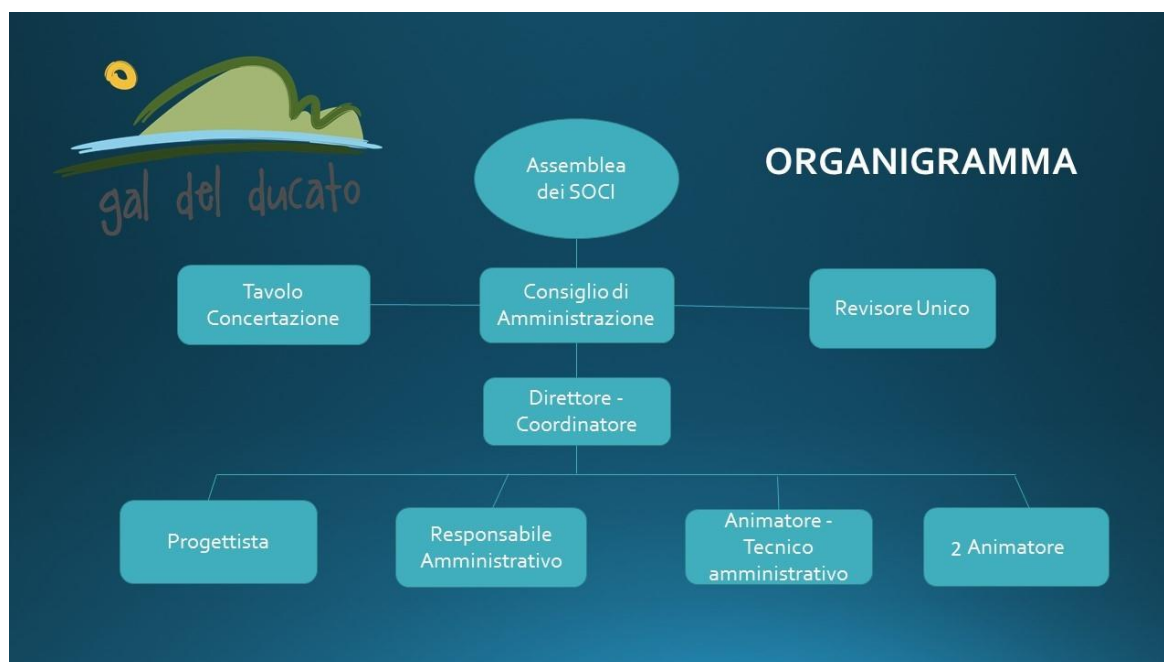 gal del ducato
ORGANIGRAMMA
Assemblea
dei SOCI
Tavolo
Concertazione
Consiglio di
Amministrazione
Revisore Unico
Direttore -
Coordinatore
Progettista
Responsabile
Amministrativo
Animatore -
Tecnico
amministrativo
2 Animatore